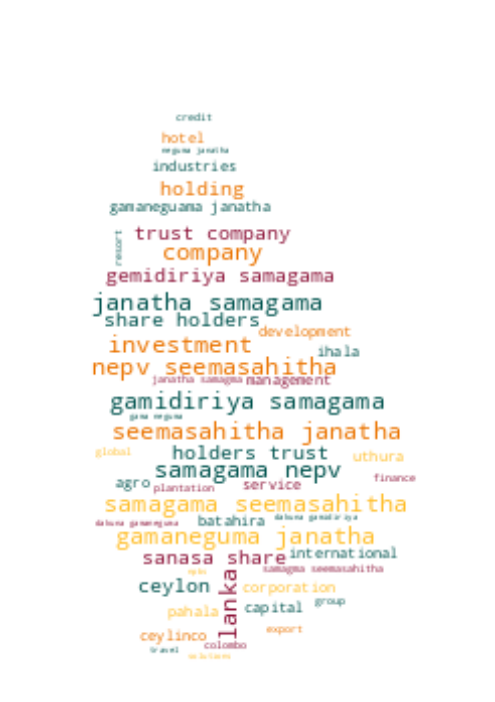 credit
hotel
neguma janatha
industries
holding
gamaneguama janatha
resort
trust company
company
gemidiriya samagama
janatha samagama
share holders
development
investment
ihala
nepv seemasahitha
janatha samagma
management
gamidiriya samagama
gama neguma
seemasahitha janatha
global
holders trust
uthura
samagama nepv
finance
agro
plantation
service
samagama seemasahitha
dakuna gamaneguma
batahira
dakuna gamidiriya
gamaneguma janatha
sanasa share
international
samagma seemasahitha
ceylon
lanka
corporation
pahala
capital
group
ceylinco
export
colombo
travel
solutions